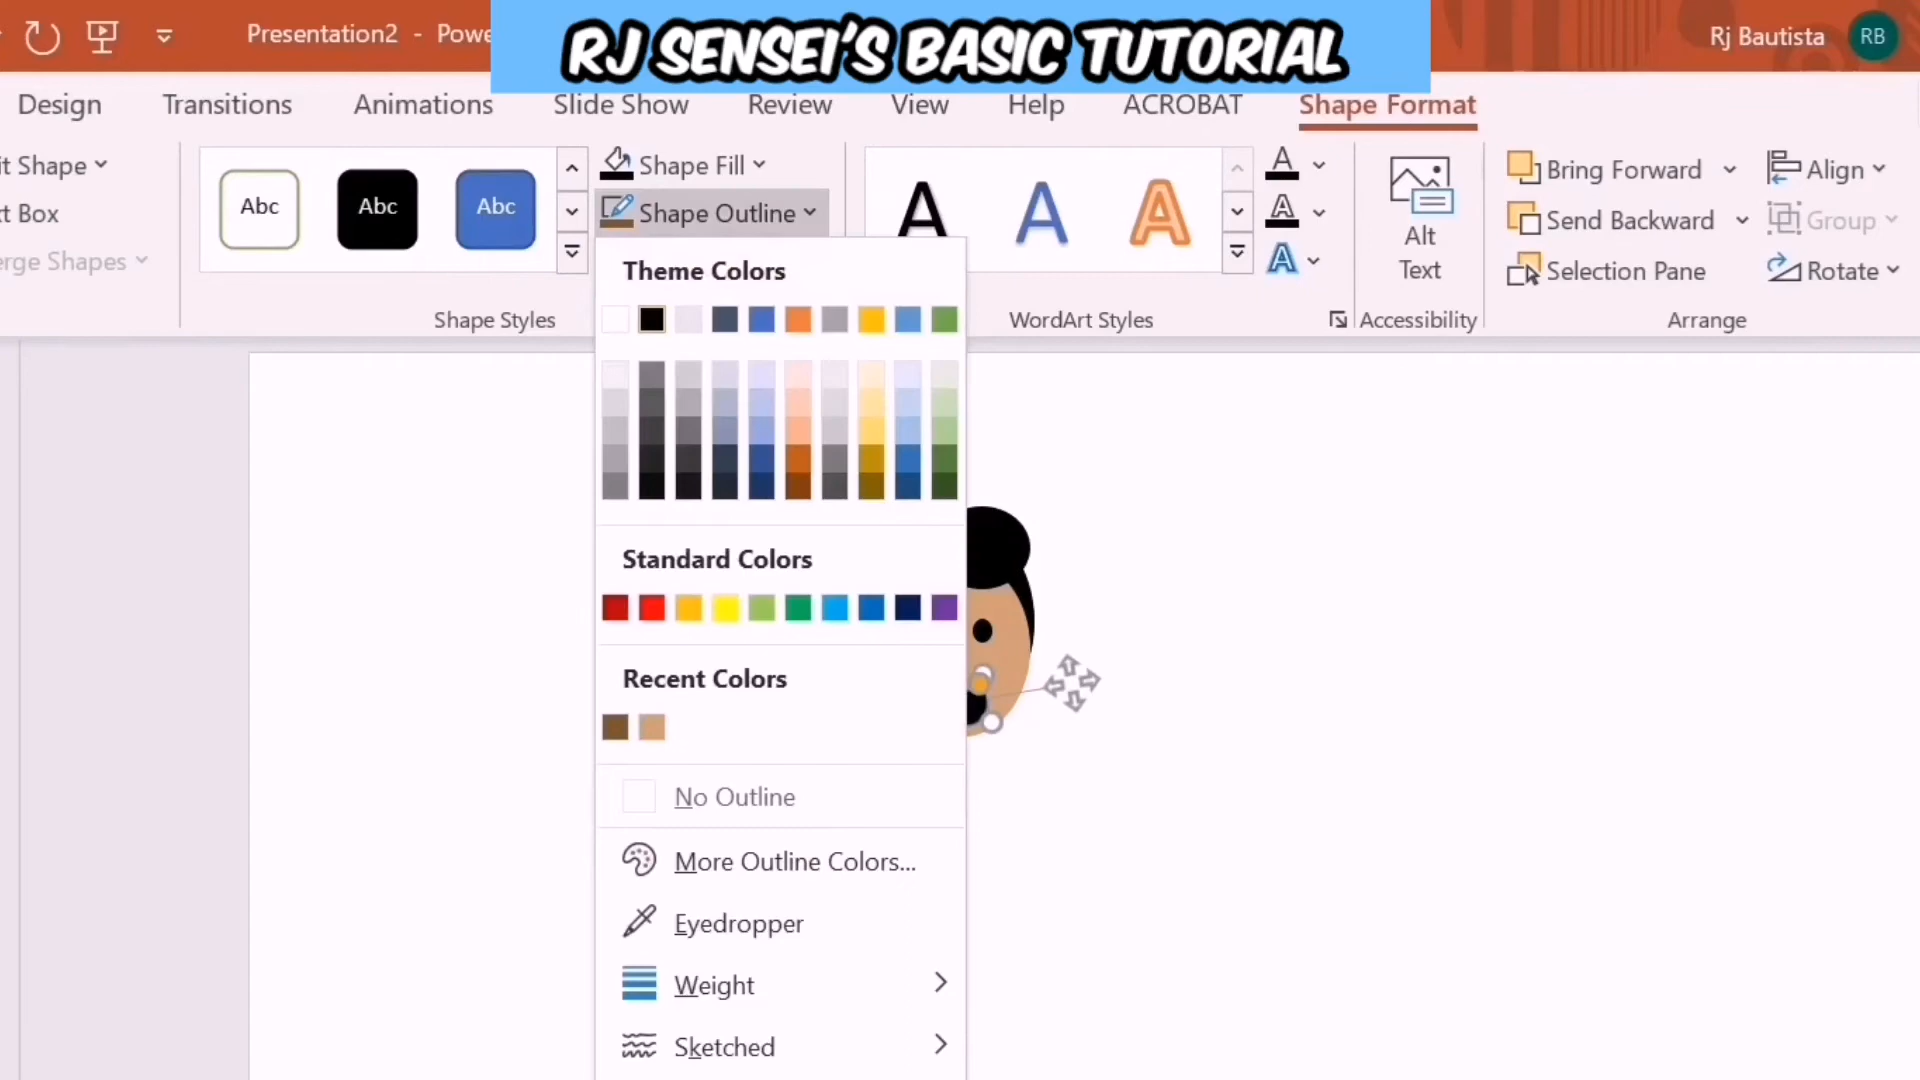 RJ SENSEI'S BASIC TUTORIAL
Presentation2 - Powe
Rj Bautista
RB
Design
Transitions
Animations
Slide Show
Review
View
Help
ACROBAT
Shape Format
it Shape
t Box
erge Shapes
Abc
Abc
Abc
Shape Styles
Shape Fill
Shape Outline
A
A
A
A
A
A
WordArt Styles
Alt
Text
Accessibility
Bring Forward
Send Backward
Selection Pane
Align
Group
Rotate
Arrange
Theme Colors
Standard Colors
Recent Colors
No Outline
More Outline Colors...
Eyedropper
Weight
Sketched